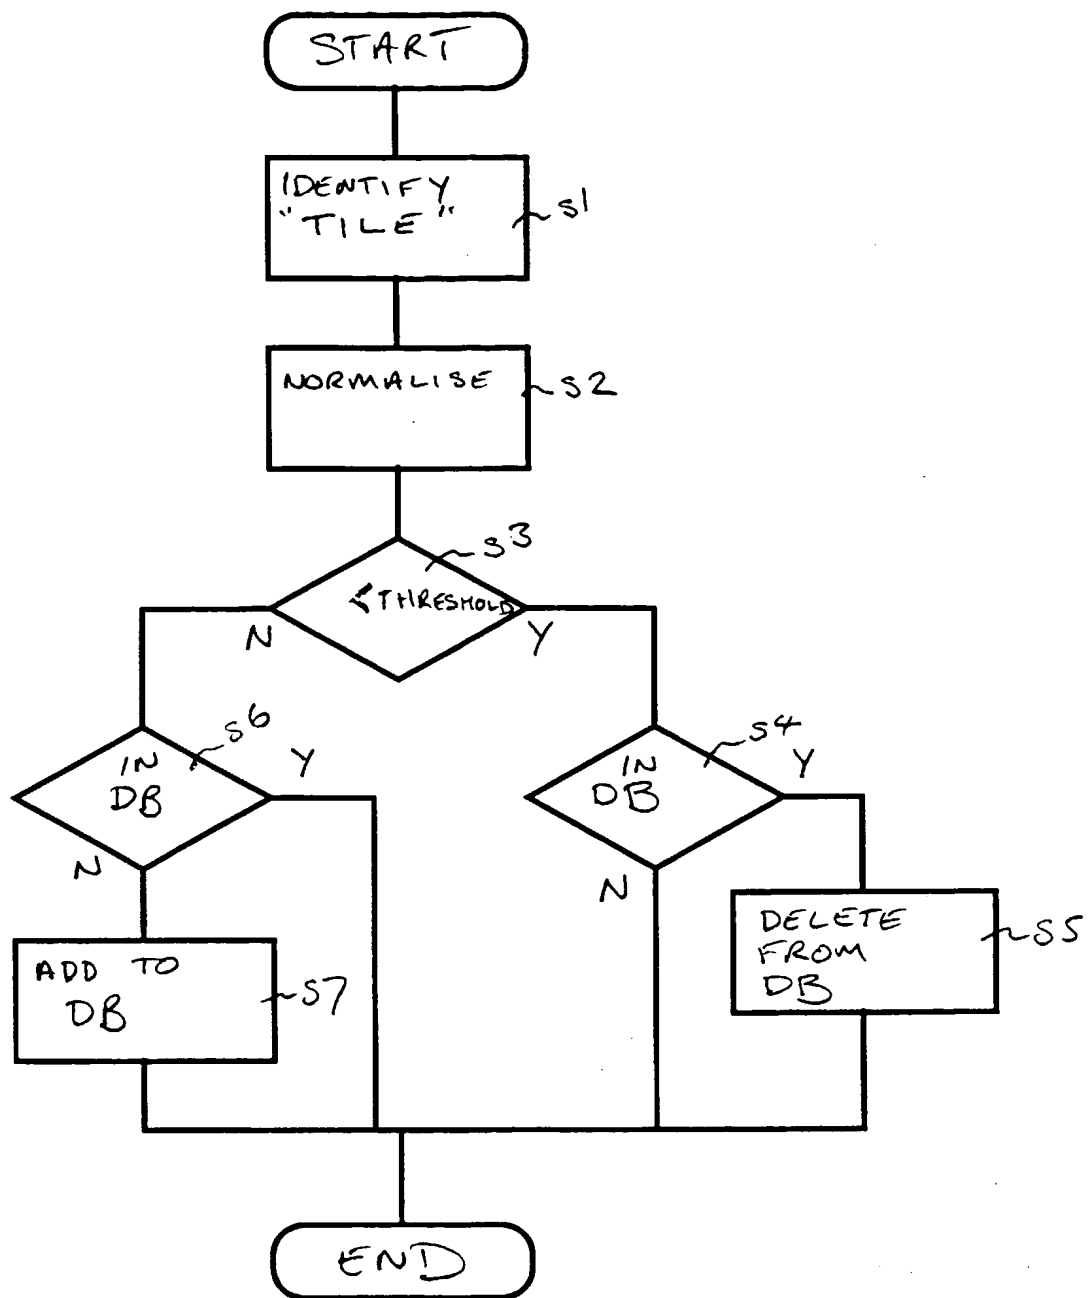 START
IDENTIFY
"TILE"
S1
NORMALISE
S2
S3
< THRESHOLD
N
Y
S6
IN
DB
Y
N
S4
IN
DB
Y
N
ADD TO
DB
S7
DELETE
FROM
DB
S5
END